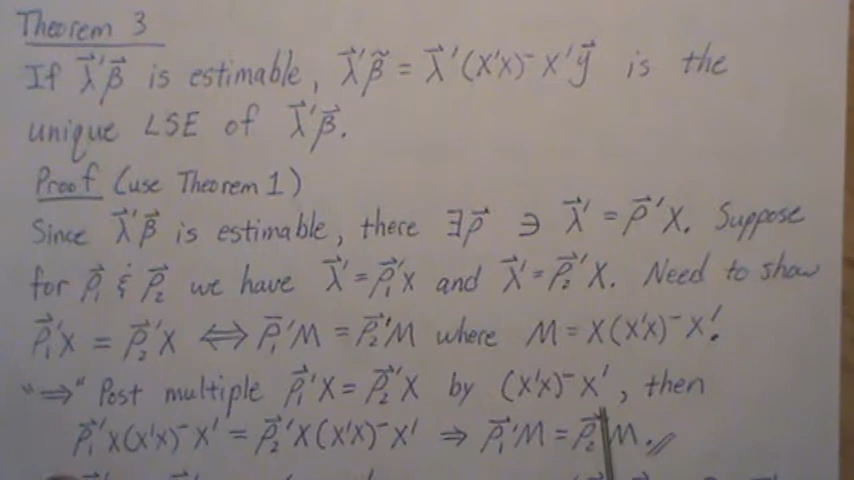 Theorem 3
If λ⃗'β⃗ is estimable, λ⃗'β̃ = λ⃗'(X'X)⁻X'y⃗ is the
unique LSE of λ⃗'β⃗.
Proof (use Theorem 1)
Since λ⃗'β⃗ is estimable, there ∃ρ⃗ ∋ λ⃗' = ρ⃗'X. Suppose
for ρ⃗₁ & ρ⃗₂ we have λ⃗' = ρ⃗₁'X and λ⃗' = ρ⃗₂'X. Need to show
ρ⃗₁'X = ρ⃗₂'X ⟺ ρ⃗₁'M = ρ⃗₂'M where M = X(X'X)⁻X'.
"⇒" Post multiple ρ⃗₁'X = ρ⃗₂'X by (X'X)⁻X', then
ρ⃗₁'X(X'X)⁻X' = ρ⃗₂'X(X'X)⁻X' ⇒ ρ⃗₁'M = ρ⃗₂'M. //